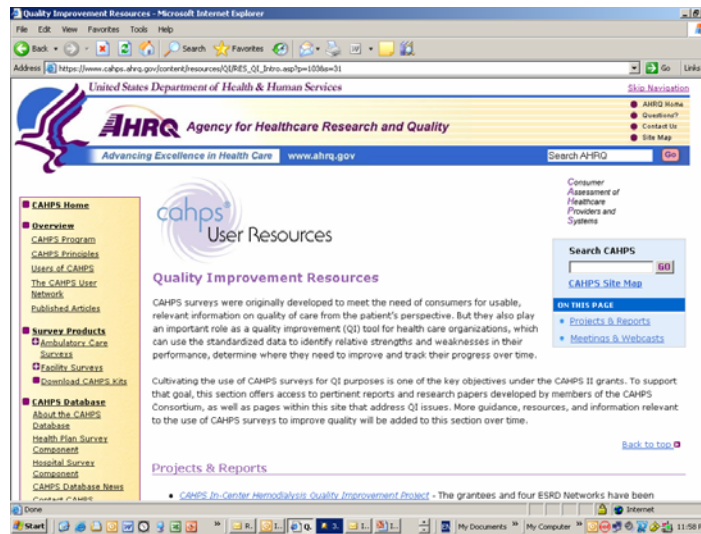 Quality Improvement Resources - Microsoft Internet Explorer
File Edit View Favorites Tools Help
Back Search Favorites
Address https://www.cahps.ahrq.gov/content/resources/QI/RES_QI_Intro.asp?p=103&s=31 Go Links
United States Department of Health & Human Services
Skip Navigation
AHRQ Agency for Healthcare Research and Quality
AHRQ Home
Questions?
Contact Us
Site Map
Advancing Excellence in Health Care www.ahrq.gov
Search AHRQ Go
CAHPS Home
Overview
CAHPS Program
CAHPS Principles
Users of CAHPS
The CAHPS User
Network
Published Articles
Survey Products
Ambulatory Care
Surveys
Facility Surveys
Download CAHPS Kits
CAHPS Database
About the CAHPS
Database
Health Plan Survey
Component
Hospital Survey
Component
CAHPS Database News
Contact CAHPS
cahps®
User Resources
Consumer
Assessment of
Healthcare
Providers and
Systems
Search CAHPS
GO
CAHPS Site Map
ON THIS PAGE
Projects & Reports
Meetings & Webcasts
Quality Improvement Resources
CAHPS surveys were originally developed to meet the need of consumers for usable,
relevant information on quality of care from the patient's perspective. But they also play
an important role as a quality improvement (QI) tool for health care organizations, which
can use the standardized data to identify relative strengths and weaknesses in their
performance, determine where they need to improve and track their progress over time.
Cultivating the use of CAHPS surveys for QI purposes is one of the key objectives under the CAHPS II grants. To support
that goal, this section offers access to pertinent reports and research papers developed by members of the CAHPS
Consortium, as well as pages within this site that address QI issues. More guidance, resources, and information relevant
to the use of CAHPS surveys to improve quality will be added to this section over time.
Back to top
Projects & Reports
CAHPS In-Center Hemodialysis Quality Improvement Project - The grantees and four ESRD Networks have been
Done Internet
Start R. I.. Q. 3. I.. I.. My Documents » My Computer » 11:58 P